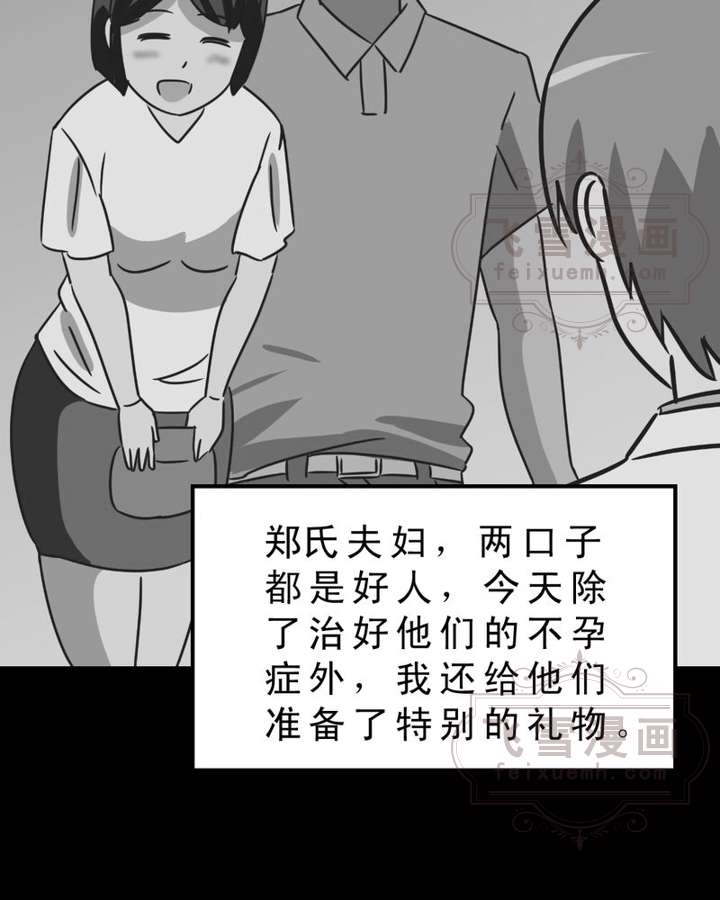 飞雪漫画
feixuemh.com
郑氏夫妇，两口子
都是好人，今天除
了治好他们的不孕
症外，我还给他们
准备了特别的礼物。
飞雪漫画
feixuemh.com